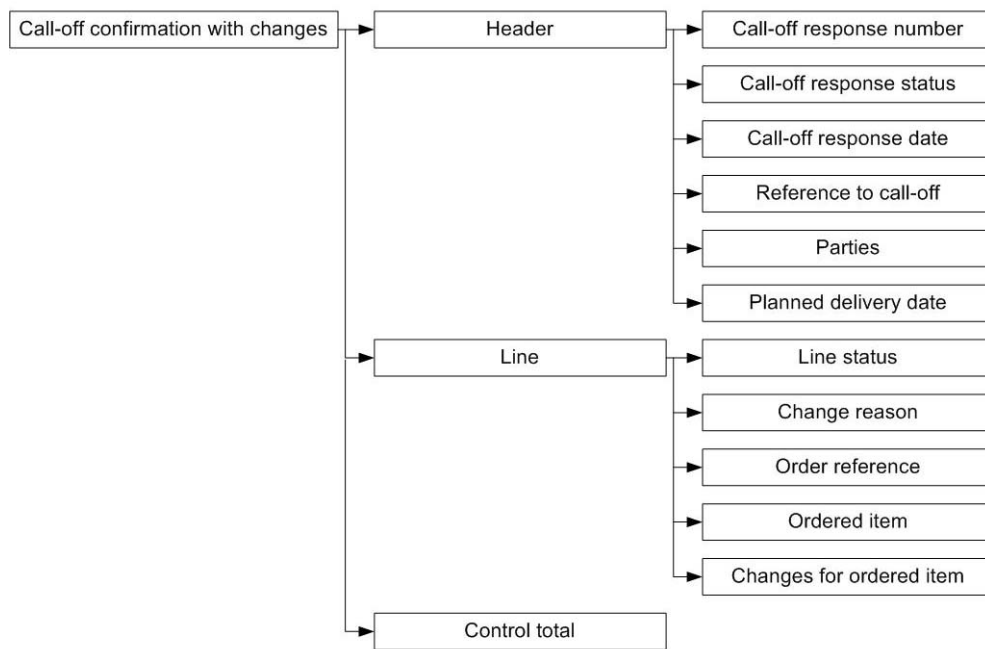 Call-off confirmation with changes
Header
Call-off response number
Call-off response status
Call-off response date
Reference to call-off
Parties
Planned delivery date
Line
Line status
Change reason
Order reference
Ordered item
Changes for ordered item
Control total